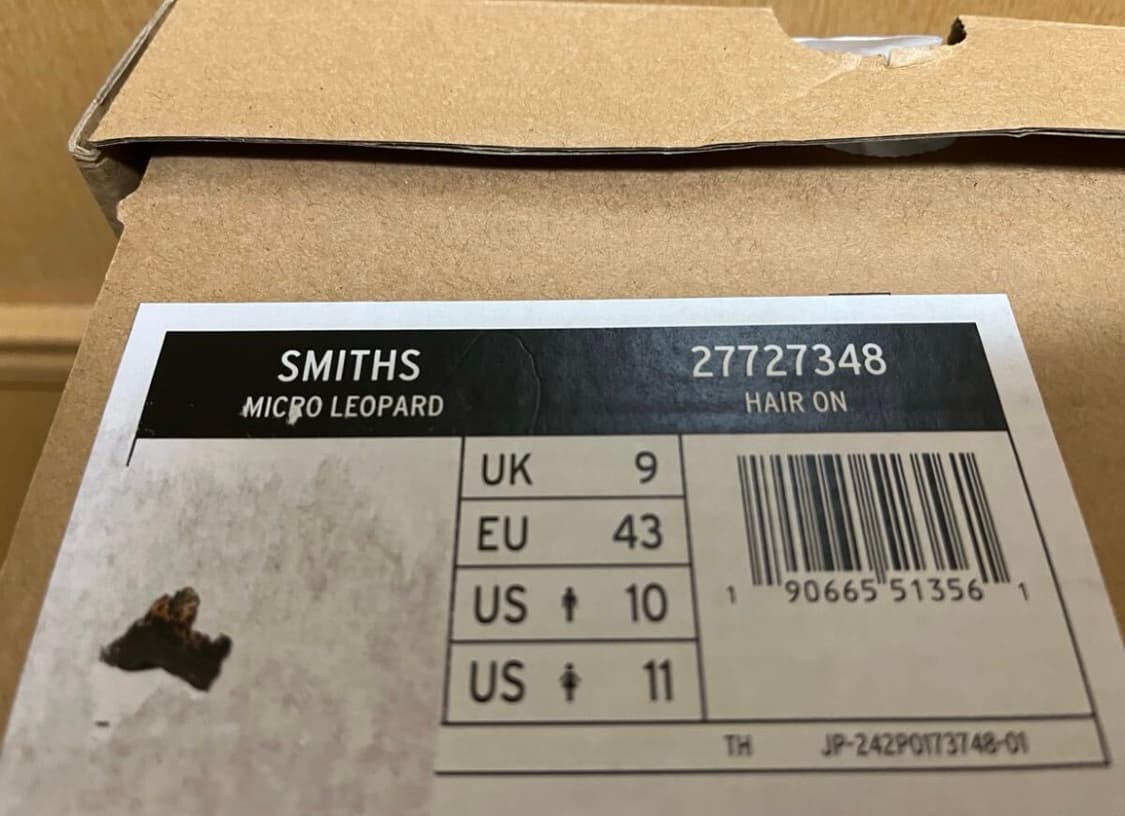 SMITHS 27727348
MICRO LEOPARD HAIR ON
UK 9
EU 43
US 10
US 11
1 90665 51356 1
TH JP-242P0173748-01